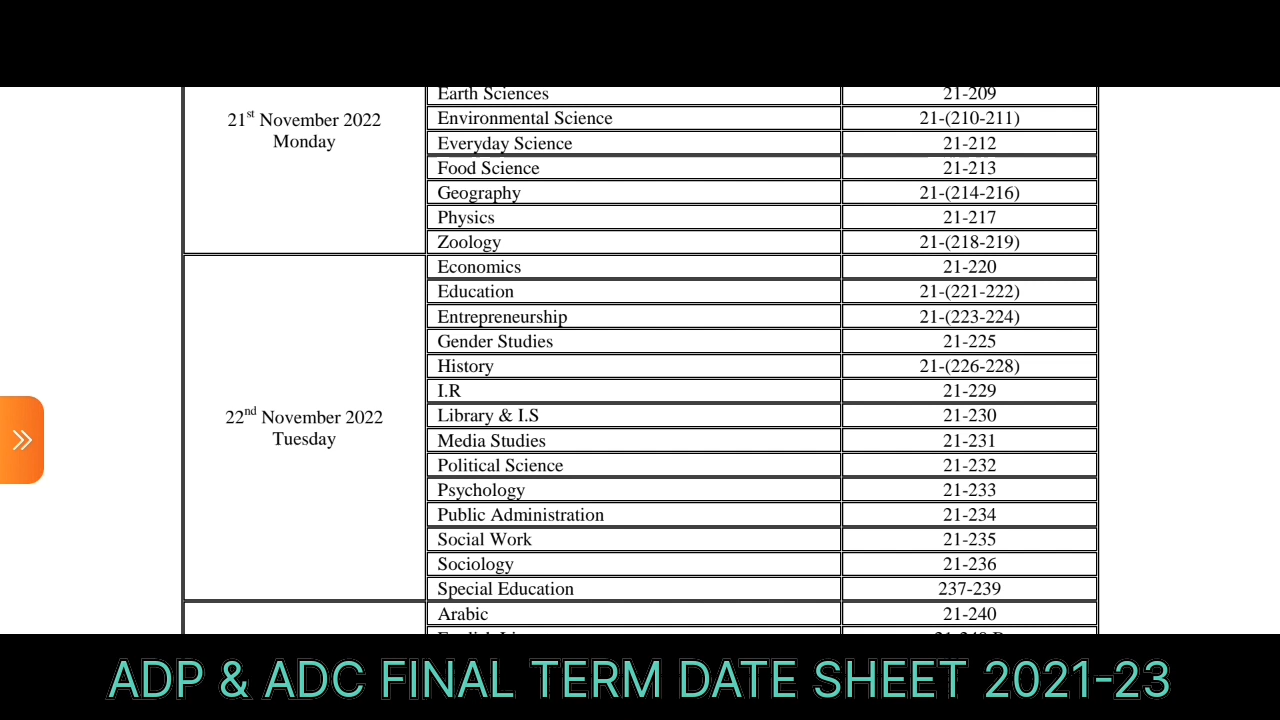 Earth Sciences 21-209
21st November 2022
Monday
Environmental Science 21-(210-211)
Everyday Science 21-212
Food Science 21-213
Geography 21-(214-216)
Physics 21-217
Zoology 21-(218-219)
22nd November 2022
Tuesday
Economics 21-220
Education 21-(221-222)
Entrepreneurship 21-(223-224)
Gender Studies 21-225
History 21-(226-228)
I.R 21-229
Library & I.S 21-230
Media Studies 21-231
Political Science 21-232
Psychology 21-233
Public Administration 21-234
Social Work 21-235
Sociology 21-236
Special Education 237-239
Arabic 21-240
ADP & ADC FINAL TERM DATE SHEET 2021-23